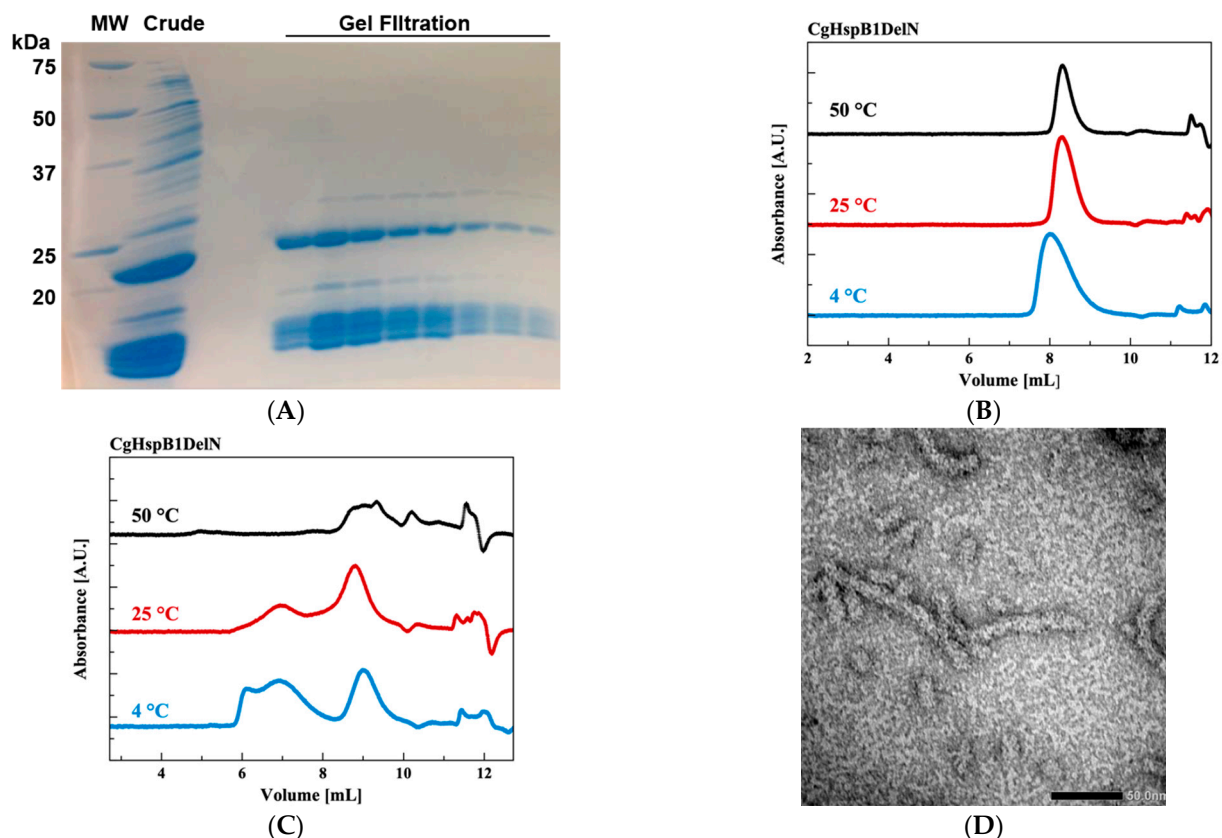 MW Crude Gel FIltration
kDa
75
50
37
25
20
(A)
CgHspB1DelN
50 °C
25 °C
4 °C
Absorbance [A.U.]
2 4 6 8 10 12
Volume [mL]
(B)
CgHspB1DelN
50 °C
25 °C
4 °C
Absorbance [A.U.]
4 6 8 10 12
Volume [mL]
(C)
50.0nm
(D)